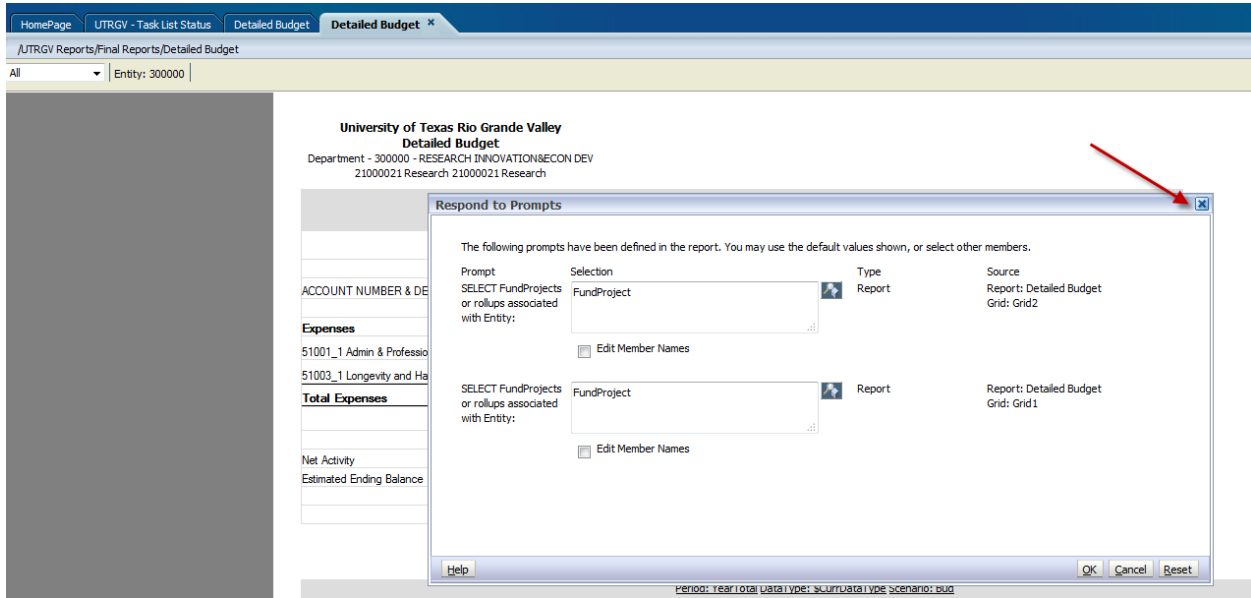 HomePage UTRGV - Task List Status Detailed Budget Detailed Budget ×
/UTRGV Reports/Final Reports/Detailed Budget
All Entity: 300000
University of Texas Rio Grande Valley
Detailed Budget
Department - 300000 - RESEARCH INNOVATION&ECON DEV
21000021 Research 21000021 Research
Respond to Prompts
The following prompts have been defined in the report. You may use the default values shown, or select other members.
Prompt Selection Type Source
SELECT FundProjects FundProject Report Report: Detailed Budget
or rollups associated Grid: Grid2
with Entity:
Edit Member Names
SELECT FundProjects FundProject Report Report: Detailed Budget
or rollups associated Grid: Grid1
with Entity:
Edit Member Names
Help OK Cancel Reset
ACCOUNT NUMBER & DE
Expenses
51001_1 Admin & Professio
51003_1 Longevity and Ha
Total Expenses
Net Activity
Estimated Ending Balance
Period: YearTotal DataType: $CurrDataType Scenario: Bud